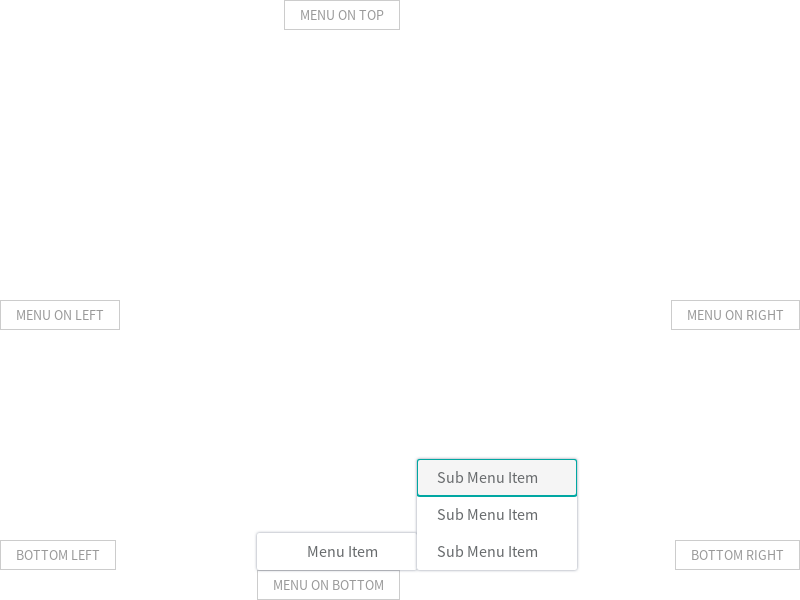 MENU ON TOP
MENU ON LEFT
MENU ON RIGHT
Sub Menu Item
Sub Menu Item
Menu Item
Sub Menu Item
BOTTOM LEFT
BOTTOM RIGHT
MENU ON BOTTOM